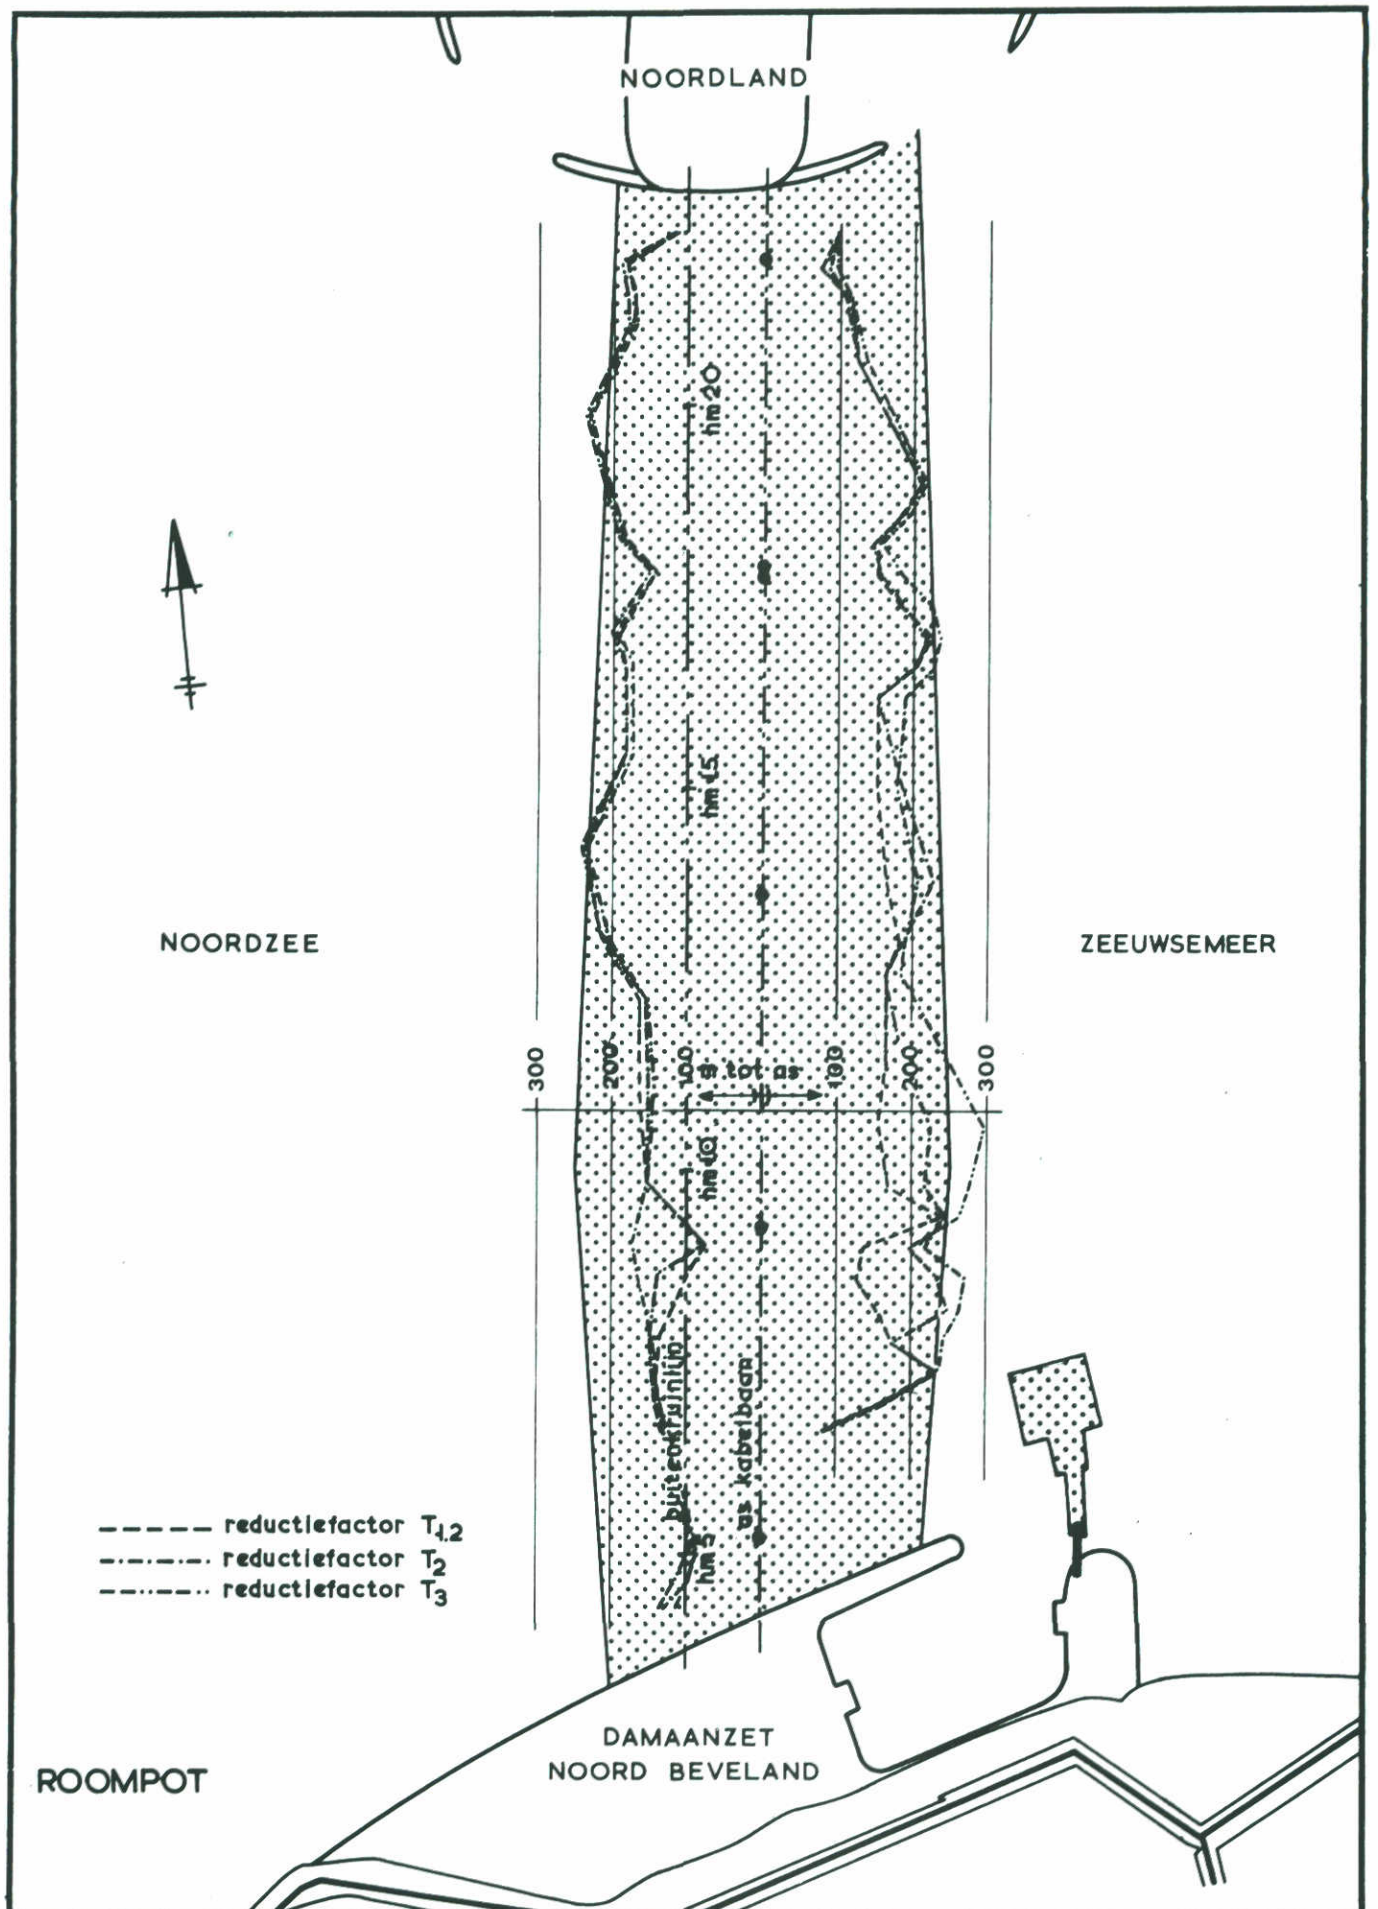 NOORDLAND
hm 20
hm 15
NOORDZEE
ZEEUWSEMEER
300
200
100
m tot as
100
200
300
hm 10
buitenkruinlijn
as kabelbaan
hm 5
reductiefactor T1.2
reductiefactor T2
reductiefactor T3
DAMAANZET
NOORD BEVELAND
ROOMPOT